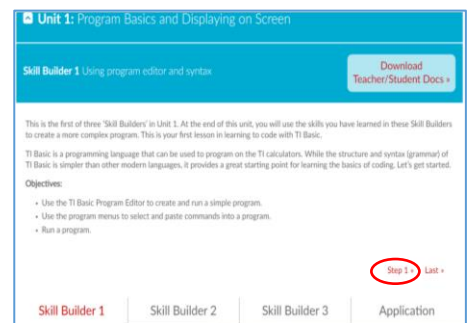 Unit 1: Program Basics and Displaying on Screen
Skill Builder 1 Using program editor and syntax
Download
Teacher/Student Docs »
This is the first of three 'Skill Builders' in Unit 1. At the end of this unit, you will use the skills you have learned in these Skill Builders
to create a more complex program. This is your first lesson in learning to code with TI Basic.
TI Basic is a programming language that can be used to program on the TI calculators. While the structure and syntax (grammar) of
TI Basic is simpler than other modern languages, it provides a great starting point for learning the basics of coding. Let's get started.
Objectives:
• Use the TI Basic Program Editor to create and run a simple program.
• Use the program menus to select and paste commands into a program.
• Run a program.
Step 1 » Last »
Skill Builder 1 Skill Builder 2 Skill Builder 3 Application